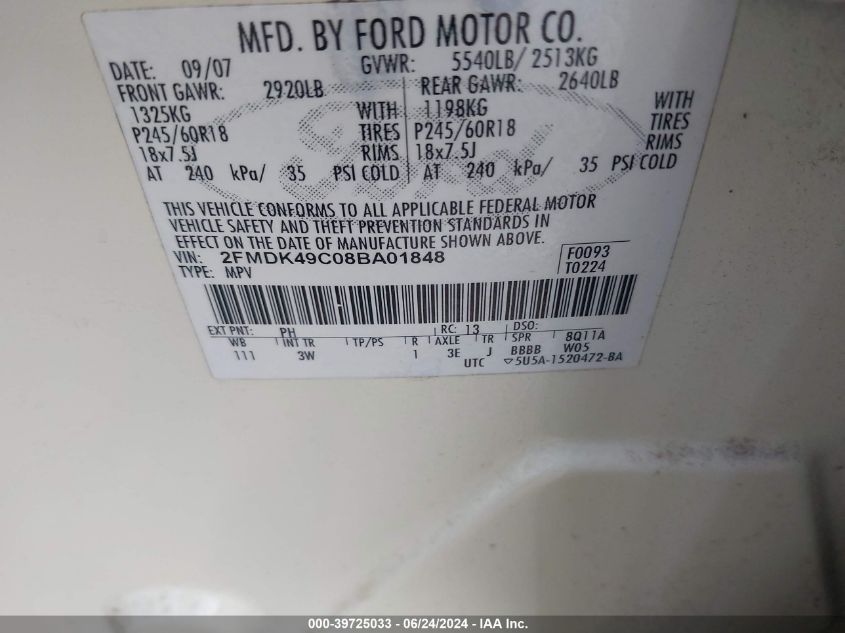 MFD. BY FORD MOTOR CO.
DATE: 09/07 GVWR: 5540LB/ 2513KG
FRONT GAWR: 2920LB REAR GAWR: 2640LB
1325KG WITH 1198KG WITH
P245/60R18 TIRES P245/60R18 TIRES
18x7.5J RIMS 18x7.5J RIMS
AT 240 kPa/ 35 PSI COLD AT 240 kPa/ 35 PSI COLD
THIS VEHICLE CONFORMS TO ALL APPLICABLE FEDERAL MOTOR
VEHICLE SAFETY AND THEFT PREVENTION STANDARDS IN
EFFECT ON THE DATE OF MANUFACTURE SHOWN ABOVE.
VIN: 2FMDK49C08BA01848 F0093
TYPE: MPV T0224
EXT PNT: PH RC: 13 DSO:
WB INT TR TP/PS R AXLE TR SPR 8Q11A
111 3W 1 3E J BBBB W05
UTC 5U5A-1520472-BA
Ford
000-39725033 - 06/24/2024 - IAA Inc.